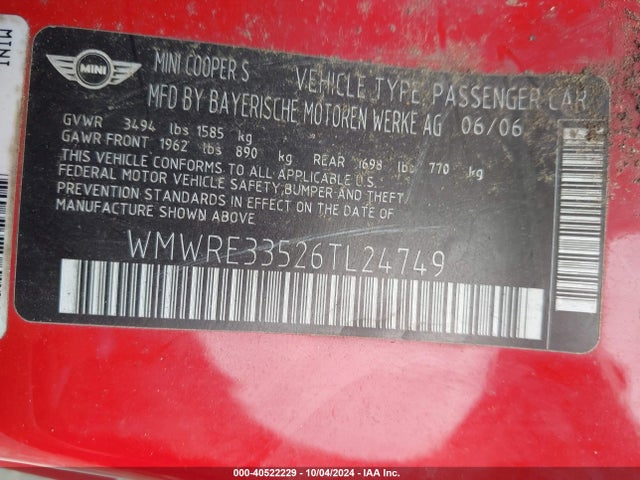 MINI
MINI
MINI COOPER S VEHICLE TYPE PASSENGER CAR
MFD BY BAYERISCHE MOTOREN WERKE AG 06/06
GVWR 3494 lbs 1585 kg
GAWR FRONT 1962 lbs 890 kg REAR 1698 lbs 770 kg
THIS VEHICLE CONFORMS TO ALL APPLICABLE U.S.
FEDERAL MOTOR VEHICLE SAFETY,BUMPER AND THEFT
PREVENTION STANDARDS IN EFFECT ON THE DATE OF
MANUFACTURE SHOWN ABOVE
WMWRE33526TL24749
000-40522229 - 10/04/2024 - IAA Inc.